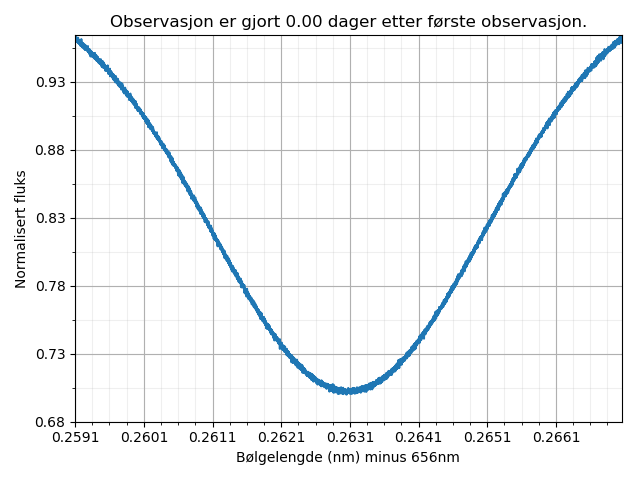 Observasjon er gjort 0.00 dager etter første observasjon.
Normalisert fluks
0.93
0.88
0.83
0.78
0.73
0.68
0.2591 0.2601 0.2611 0.2621 0.2631 0.2641 0.2651 0.2661
Bølgelengde (nm) minus 656nm